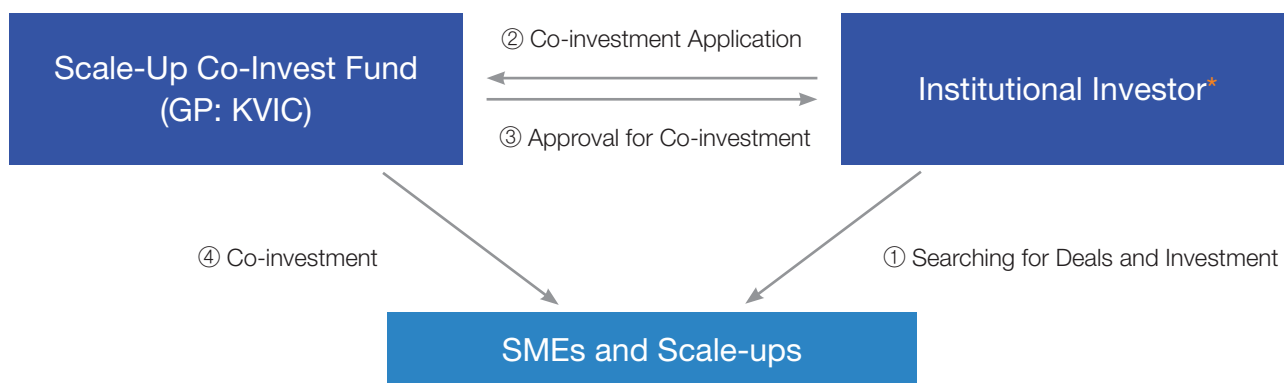 ② Co-investment Application
Scale-Up Co-Invest Fund
(GP: KVIC)
Institutional Investor*
③ Approval for Co-investment
④ Co-investment
① Searching for Deals and Investment
SMEs and Scale-ups